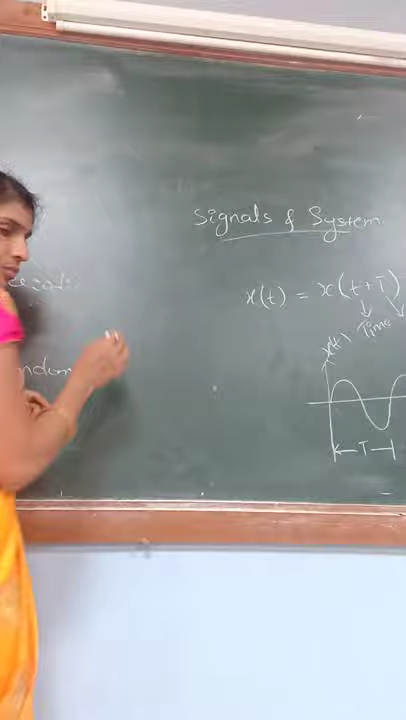 Signals & System
x(t) = x(t+T)
Time
x(t)
T